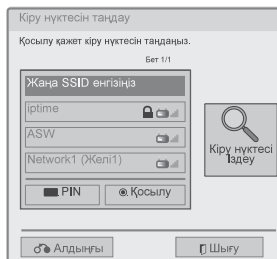 Кіру нүктесін таңдау
Қосылу қажет кіру нүктесін таңдаңыз.
Бет 1/1
Жаңа SSID енгізіңіз
iptime
ASW
Network1 (Желі1)
PIN
Қосылу
Кіру нүктесі
Іздеу
Алдыңғы
Шығу